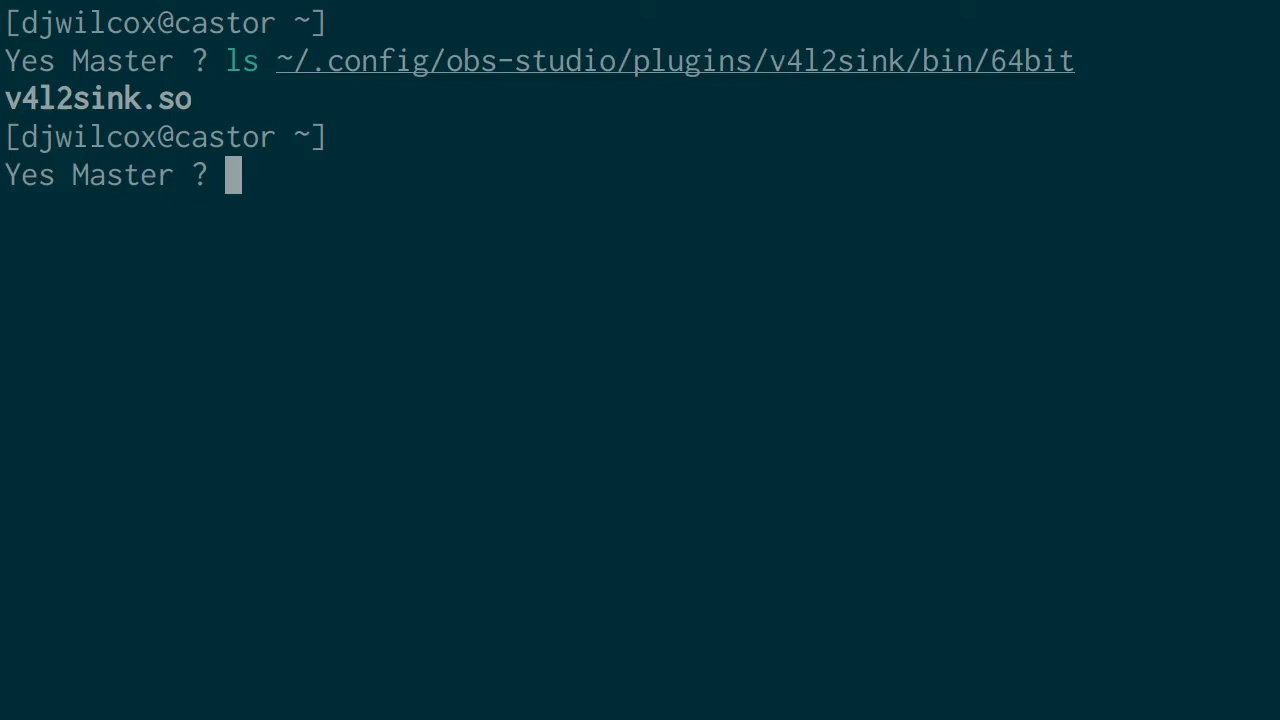 [djwilcox@castor ~]
Yes Master ? ls ~/.config/obs-studio/plugins/v4l2sink/bin/64bit
v4l2sink.so
[djwilcox@castor ~]
Yes Master ?